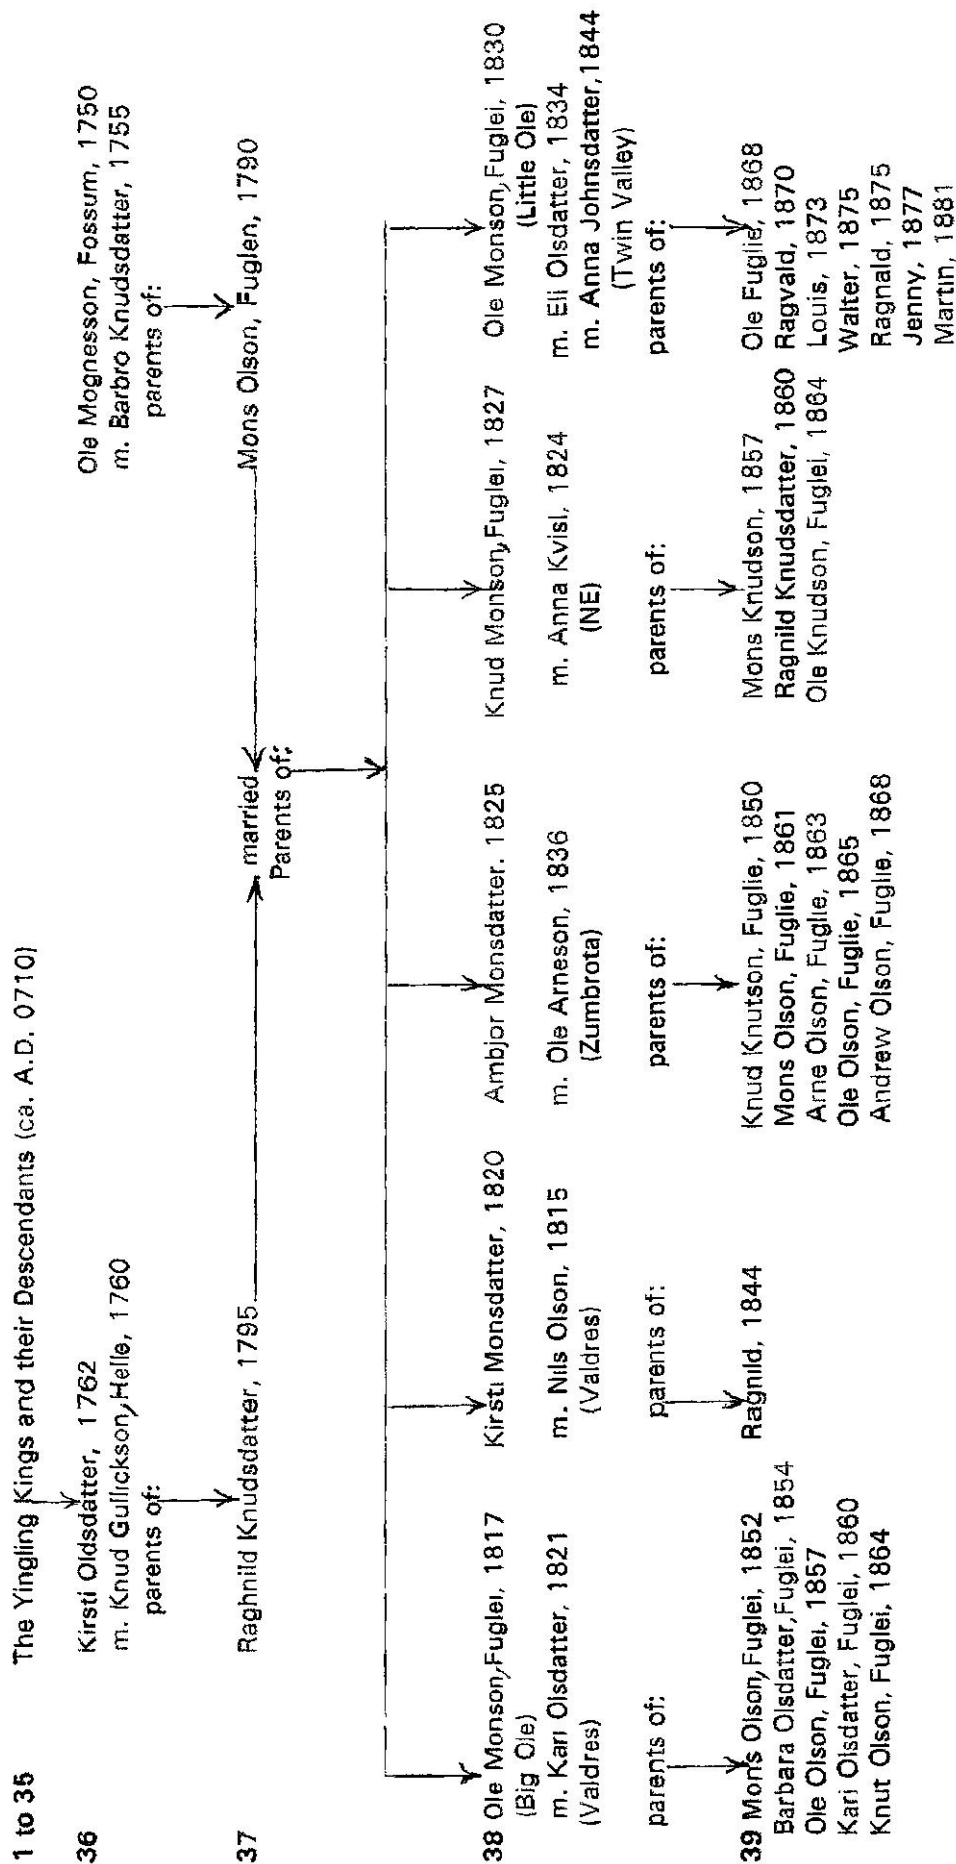 1 to 35 The Yingling Kings and their Descendants (ca. A.D. 0710)
36 Kirsti Oldsdatter, 1762
m. Knud Gullickson, Helle, 1760
parents of:
Ole Mognesson, Fossum, 1750
m. Barbro Knudsdatter, 1755
parents of:
37 Raghnild Knudsdatter, 1795
married
Parents of:
Mons Olson, Fuglen, 1790
38 Ole Monson, Fuglei, 1817
(Big Ole)
m. Kari Olsdatter, 1821
(Valdres)
parents of:
Kirsti Monsdatter, 1820
m. Nils Olson, 1815
(Valdres)
parents of:
Ambjor Monsdatter. 1825
m. Ole Arneson, 1836
(Zumbrota)
parents of:
Knud Monson, Fuglei, 1827
m. Anna Kvisl, 1824
(NE)
parents of:
Ole Monson, Fuglei, 1830
(Little Ole)
m. Eli Olsdatter, 1834
m. Anna Johnsdatter, 1844
(Twin Valley)
parents of:
39 Mons Olson, Fuglei, 1852
Barbara Olsdatter, Fuglei, 1854
Ole Olson, Fuglei, 1857
Kari Olsdatter, Fuglei, 1860
Knut Olson, Fuglei, 1864
Ragnild, 1844
Knud Knutson, Fuglie, 1850
Mons Olson, Fuglie, 1861
Arne Olson, Fuglie, 1863
Ole Olson, Fuglie, 1865
Andrew Olson, Fuglie, 1868
Mons Knudson, 1857
Ragnild Knudsdatter, 1860
Ole Knudson, Fuglei, 1864
Ole Fuglie, 1868
Ragvald, 1870
Louis, 1873
Walter, 1875
Ragnald, 1875
Jenny, 1877
Martin, 1881